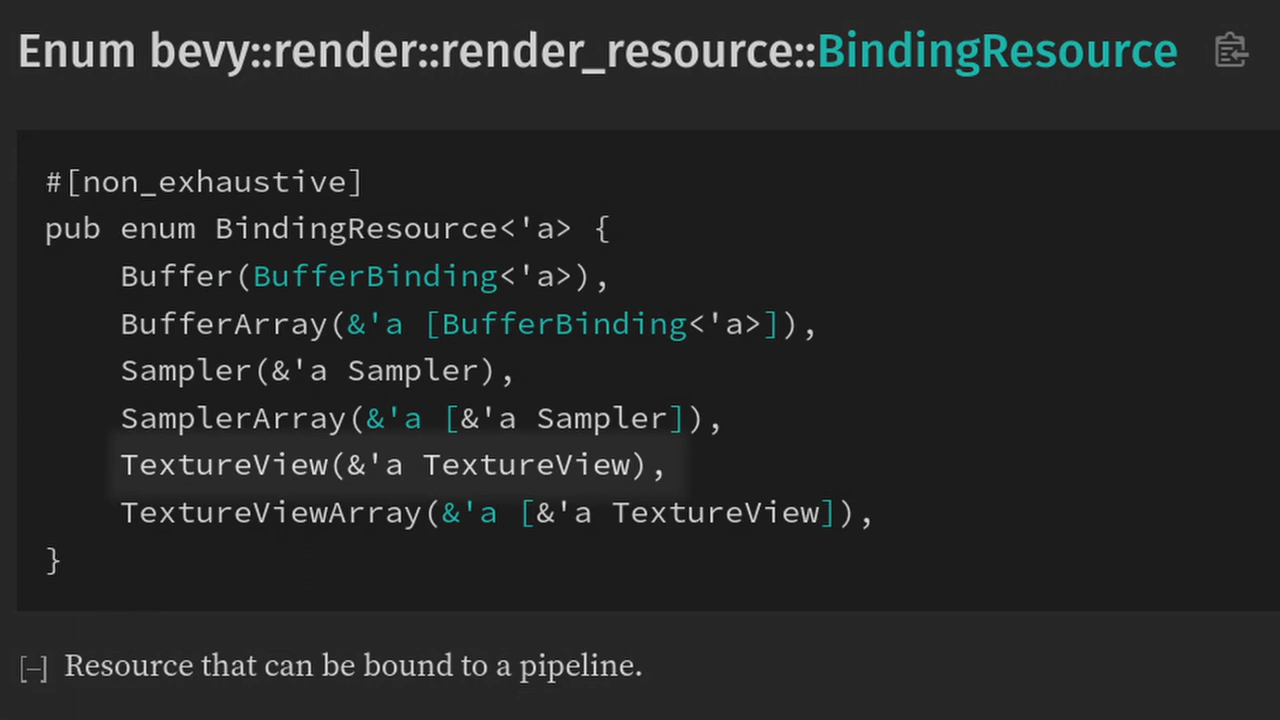 Enum bevy::render::render_resource::BindingResource
#[non_exhaustive]
pub enum BindingResource<'a> {
    Buffer(BufferBinding<'a>),
    BufferArray(&'a [BufferBinding<'a>]),
    Sampler(&'a Sampler),
    SamplerArray(&'a [&'a Sampler]),
    TextureView(&'a TextureView),
    TextureViewArray(&'a [&'a TextureView]),
}
[–] Resource that can be bound to a pipeline.